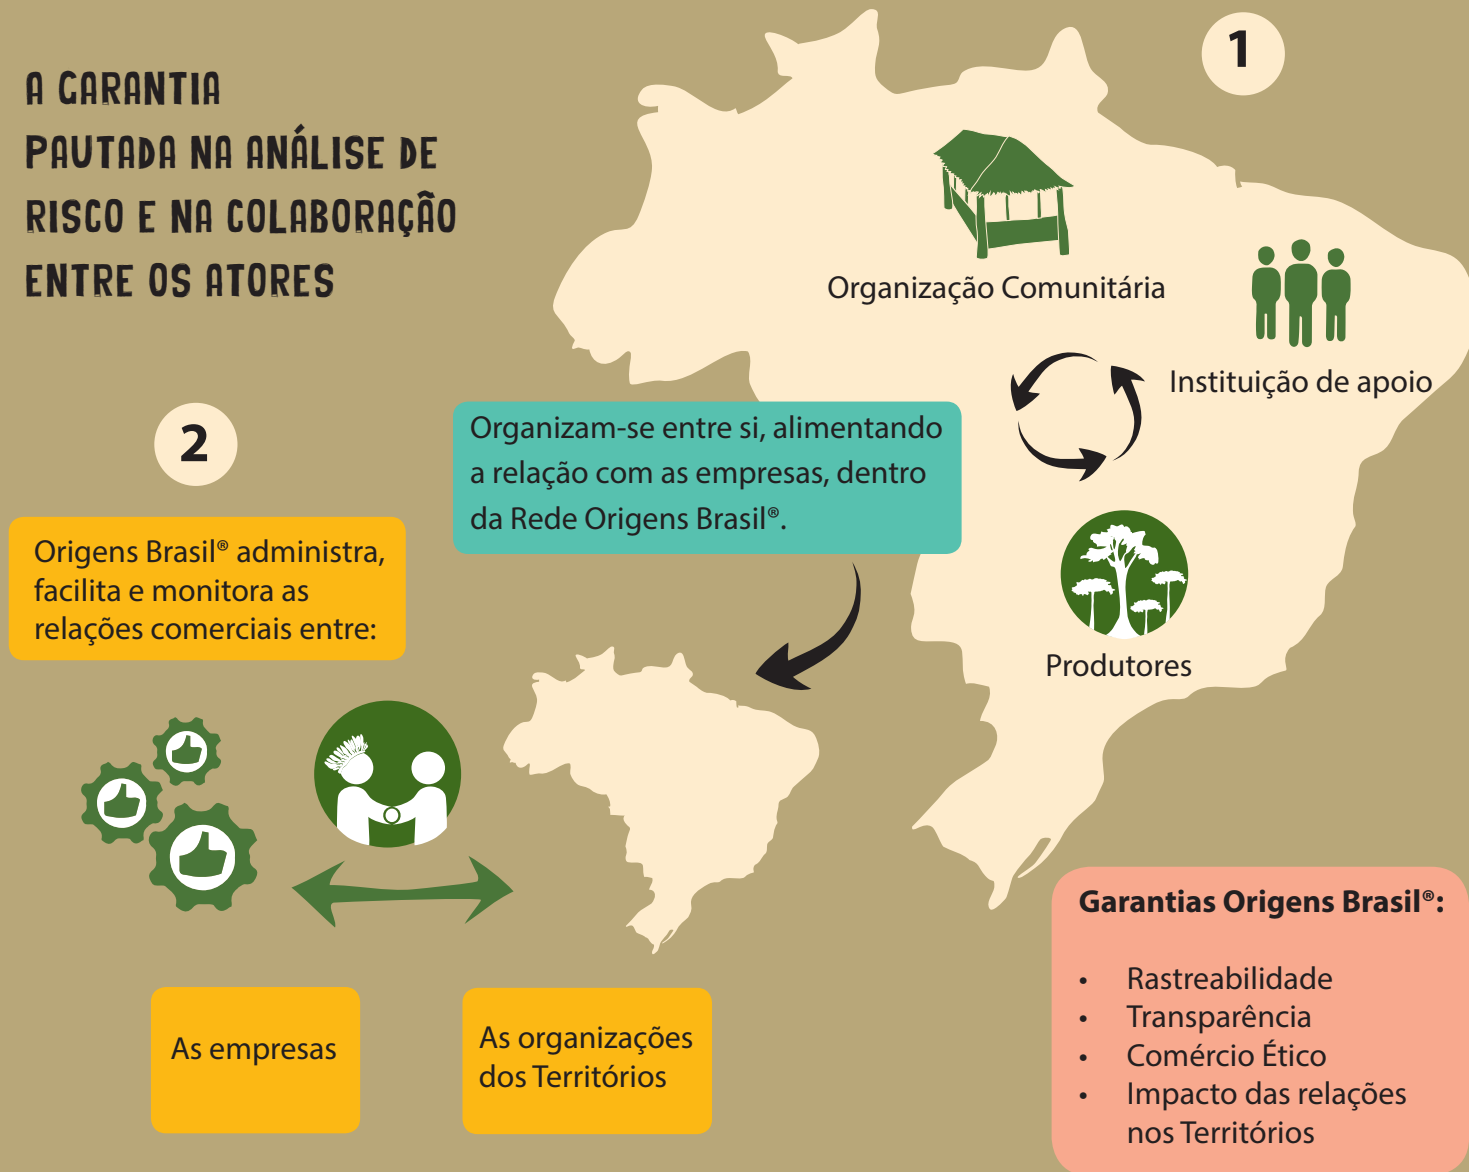 A GARANTIA
PAUTADA NA ANÁLISE DE
RISCO E NA COLABORAÇÃO
ENTRE OS ATORES
1
Organização Comunitária
Instituição de apoio
Produtores
Organizam-se entre si, alimentando
a relação com as empresas, dentro
da Rede Origens Brasil®.
2
Origens Brasil® administra,
facilita e monitora as
relações comerciais entre:
As empresas
As organizações
dos Territórios
Garantias Origens Brasil®:
• Rastreabilidade
• Transparência
• Comércio Ético
• Impacto das relações
nos Territórios